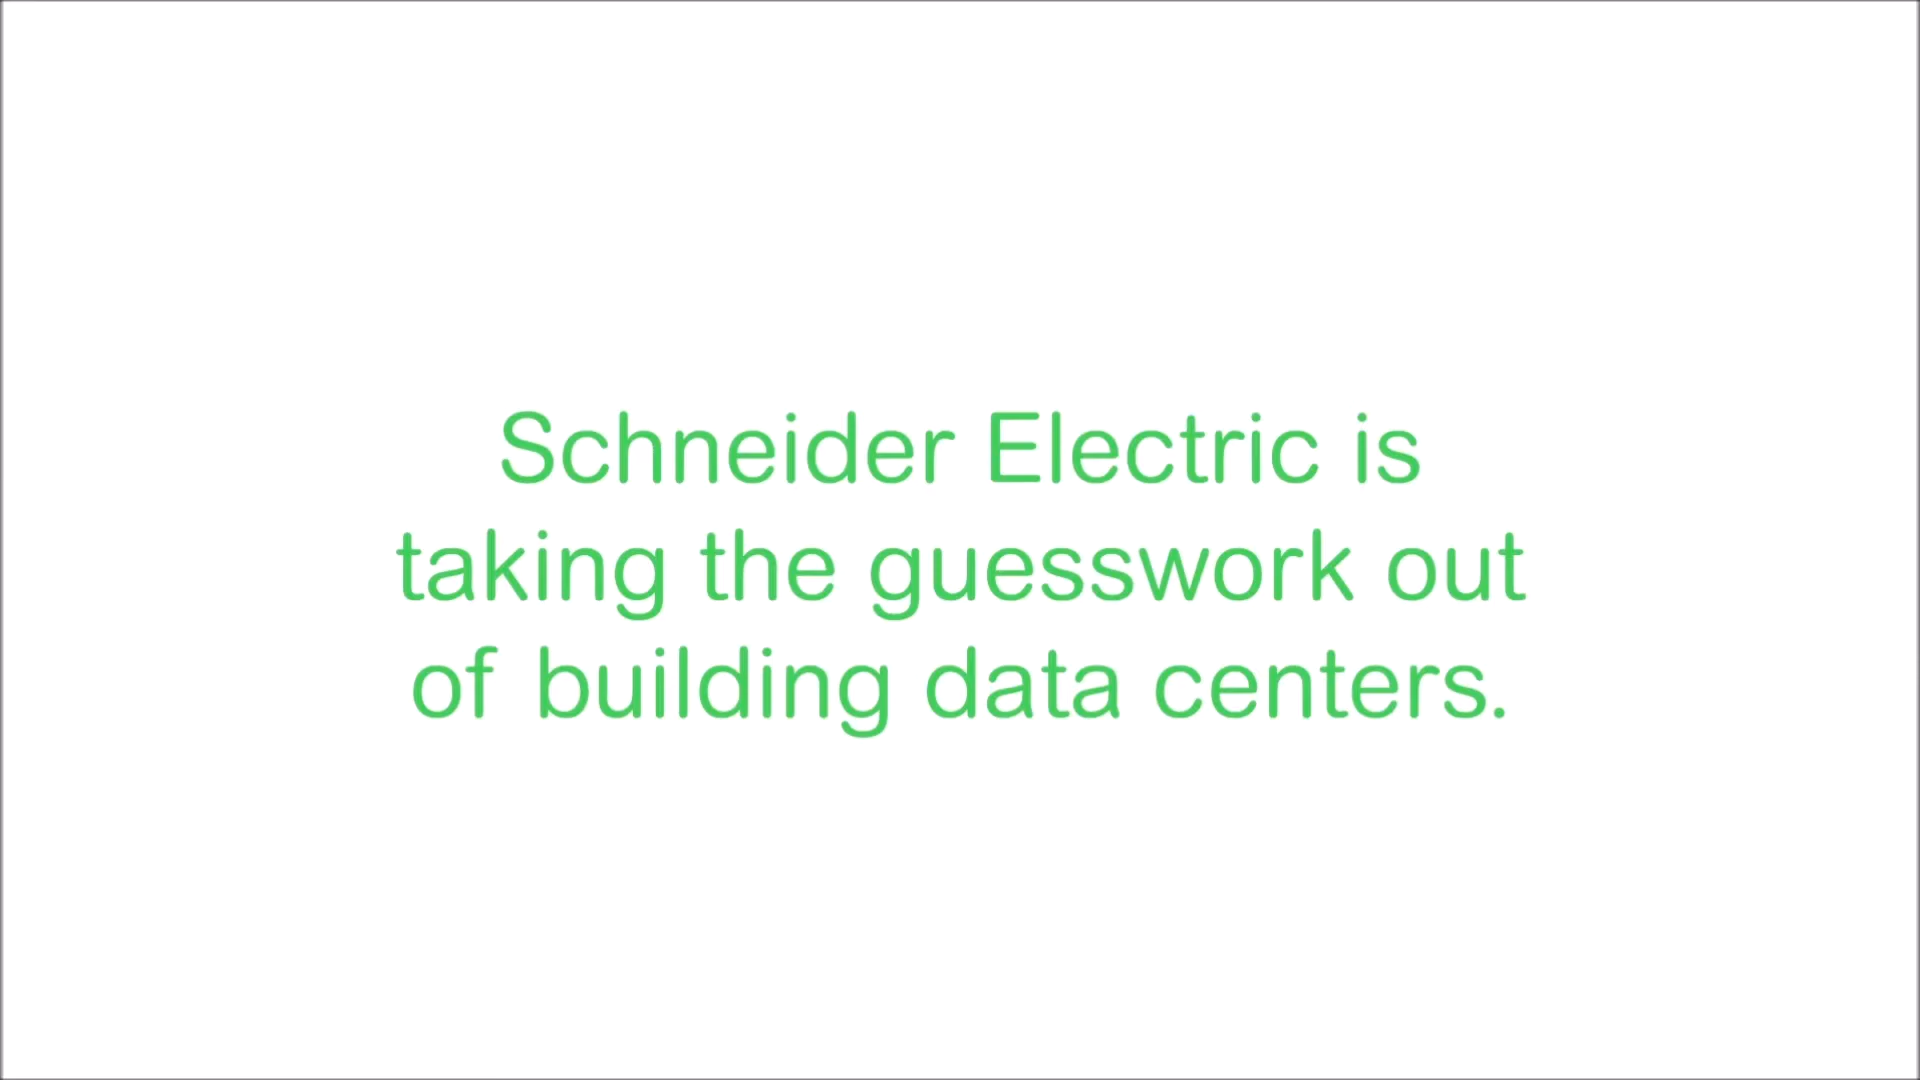 Schneider Electric is
taking the guesswork out
of building data centers.